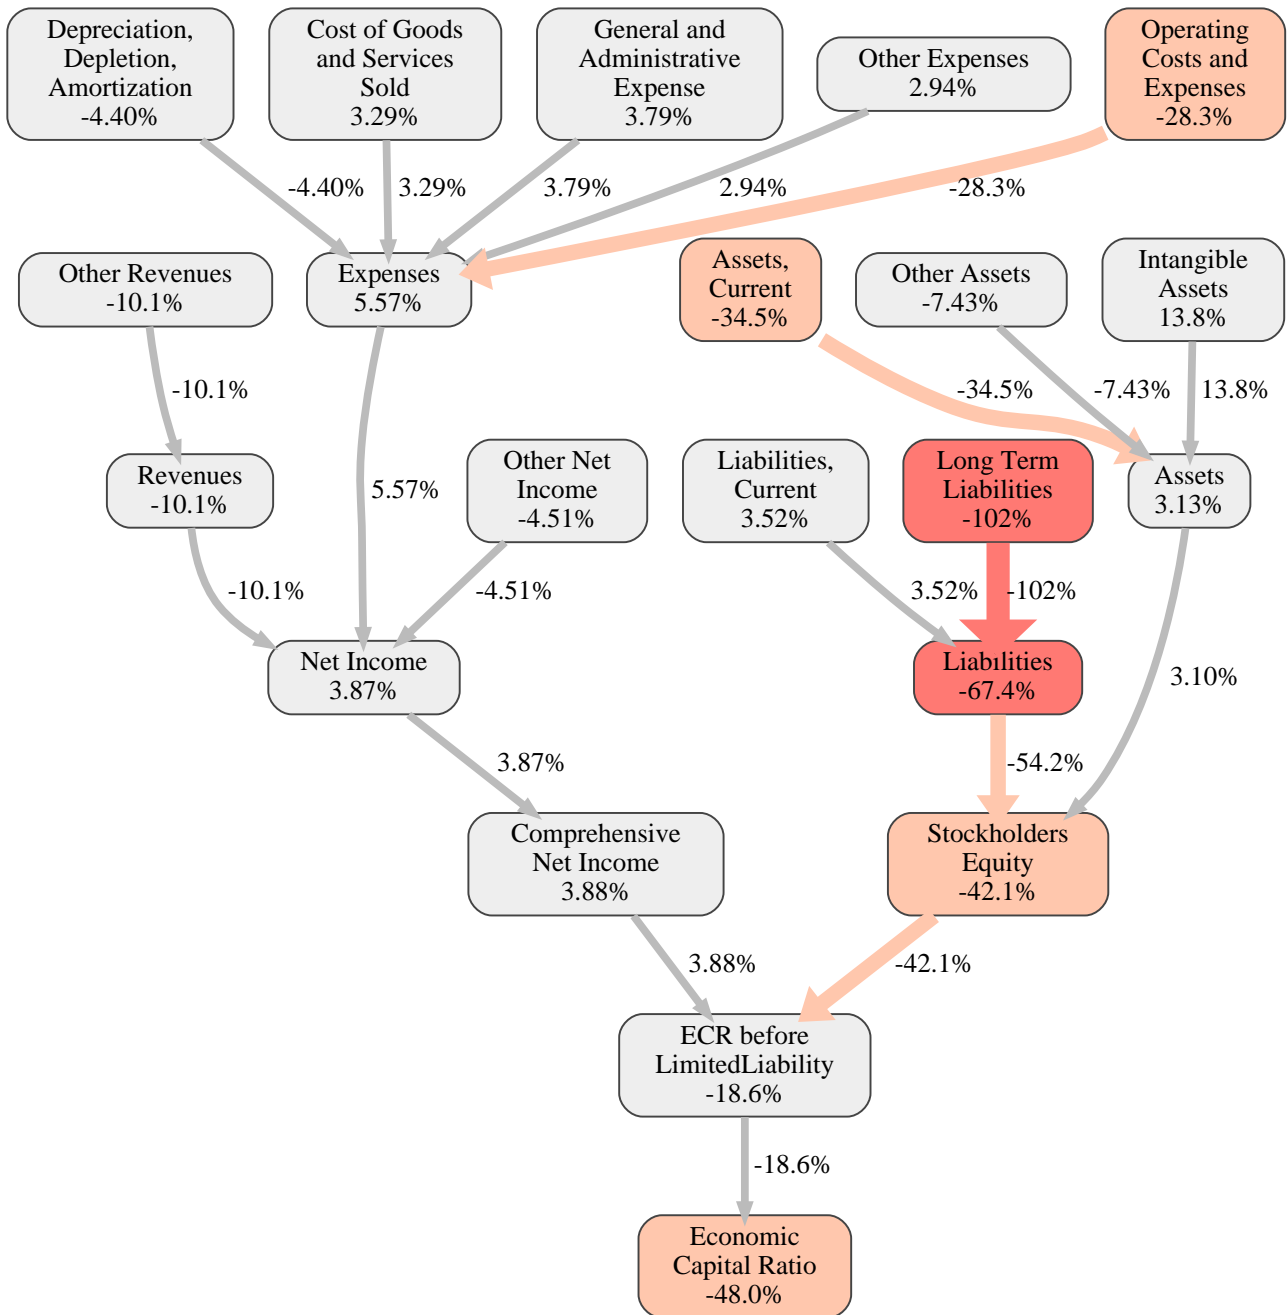 Depreciation,
Depletion,
Amortization
-4.40%
Cost of Goods
and Services
Sold
3.29%
General and
Administrative
Expense
3.79%
Other Expenses
2.94%
Operating
Costs and
Expenses
-28.3%
-4.40%
3.29%
3.79%
2.94%
-28.3%
Other Revenues
-10.1%
Expenses
5.57%
Assets,
Current
-34.5%
Other Assets
-7.43%
Intangible
Assets
13.8%
-10.1%
-34.5%
-7.43%
13.8%
Revenues
-10.1%
5.57%
Other Net
Income
-4.51%
Liabilities,
Current
3.52%
Long Term
Liabilities
-102%
Assets
3.13%
-10.1%
-4.51%
3.52%
-102%
Net Income
3.87%
Liabilities
-67.4%
3.10%
3.87%
-54.2%
Comprehensive
Net Income
3.88%
Stockholders
Equity
-42.1%
3.88%
-42.1%
ECR before
LimitedLiability
-18.6%
-18.6%
Economic
Capital Ratio
-48.0%